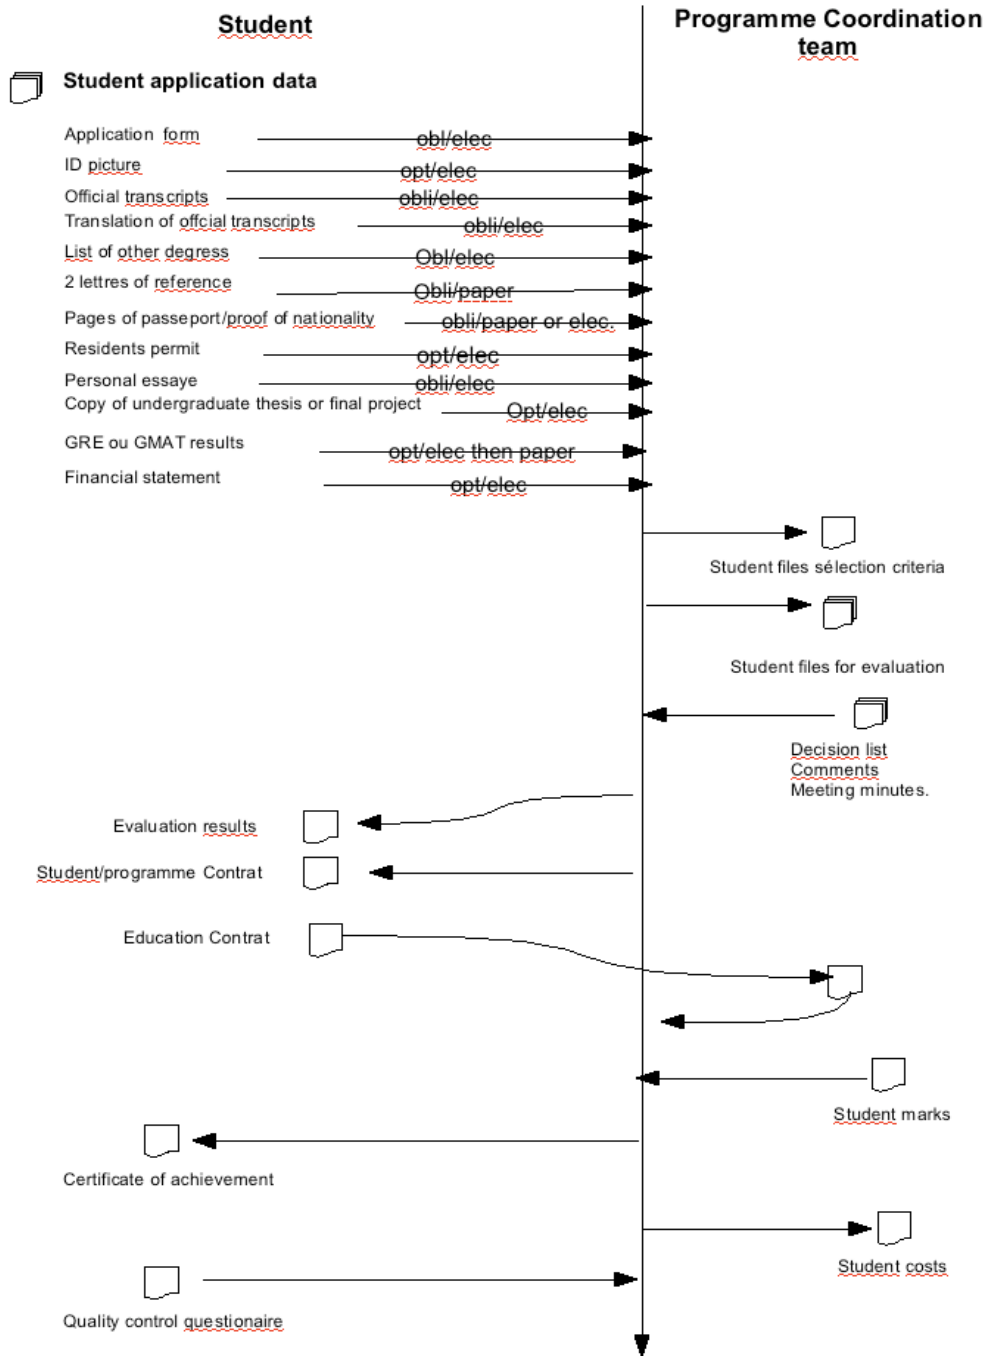 Student
Programme Coordination
team
Student application data
Application form
obl/elec
ID picture
opt/elec
Official transcripts
obli/elec
Translation of offcial transcripts
obli/elec
List of other degress
Obl/elec
2 lettres of reference
Obli/paper
Pages of passeport/proof of nationality
obli/paper or elec.
Residents permit
opt/elec
Personal essaye
obli/elec
Copy of undergraduate thesis or final project
Opt/elec
GRE ou GMAT results
opt/elec then paper
Financial statement
opt/elec
Student files sélection criteria
Student files for evaluation
Decision list
Comments
Meeting minutes.
Evaluation results
Student/programme Contrat
Education Contrat
Student marks
Certificate of achievement
Student costs
Quality control questionaire